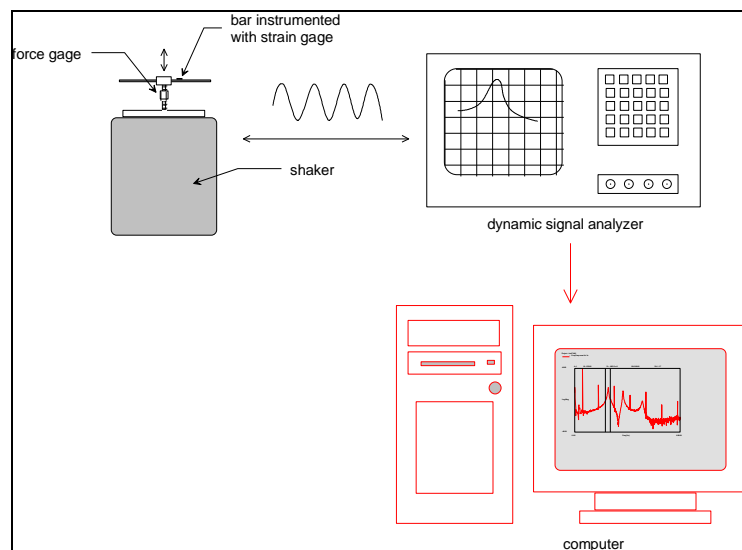 bar instrumented
with strain gage
force gage
shaker
dynamic signal analyzer
computer